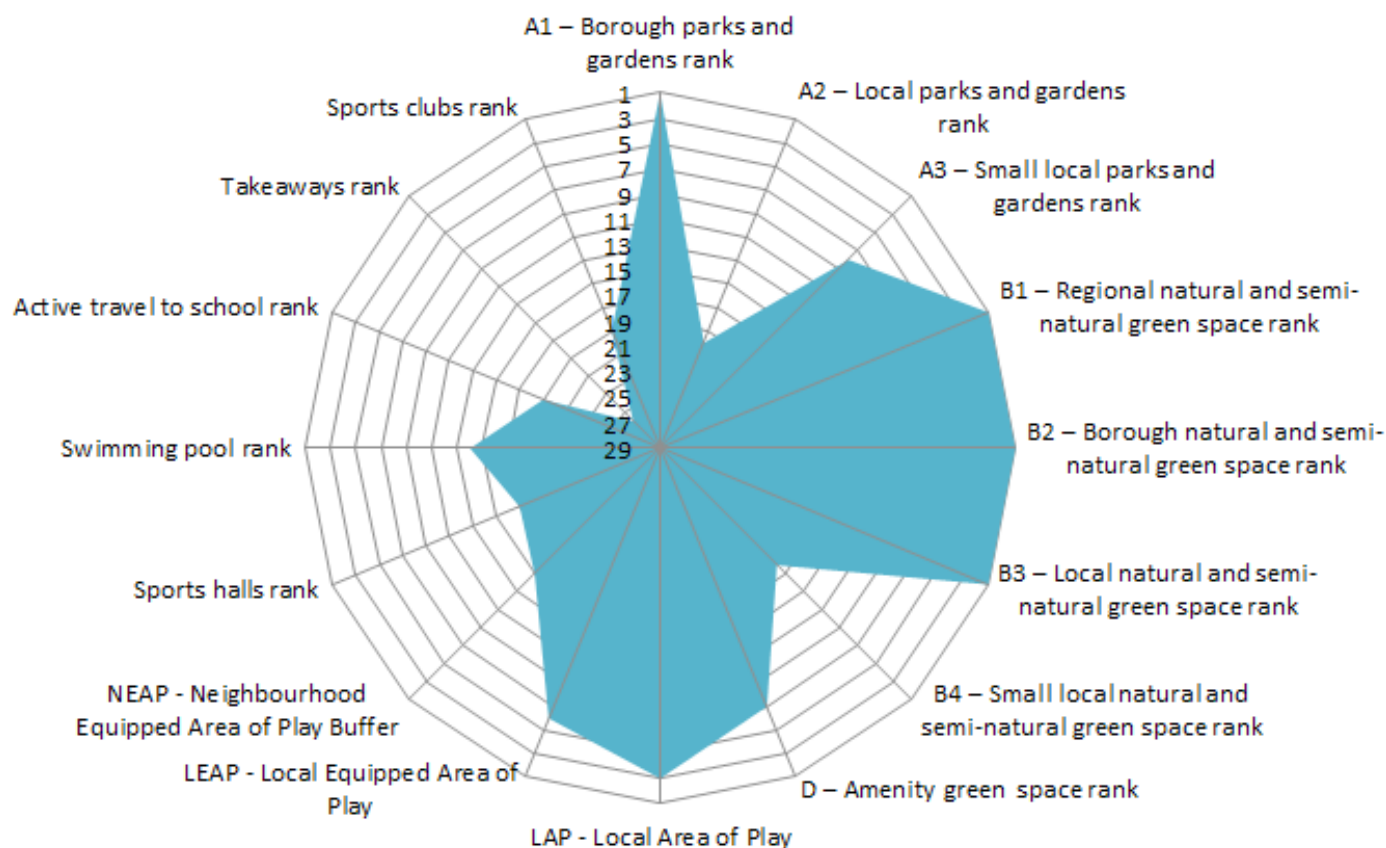 A1 – Borough parks and
gardens rank
A2 – Local parks and gardens
rank
A3 – Small local parks and
gardens rank
B1 – Regional natural and semi-
natural green space rank
B2 – Borough natural and semi-
natural green space rank
B3 – Local natural and semi-
natural green space rank
B4 – Small local natural and
semi-natural green space rank
D – Amenity green space rank
LAP - Local Area of Play
LEAP - Local Equipped Area of
Play
NEAP - Neighbourhood
Equipped Area of Play Buffer
Sports halls rank
Swimming pool rank
Active travel to school rank
Takeaways rank
Sports clubs rank
1
3
5
7
9
11
13
15
17
19
21
23
25
27
29